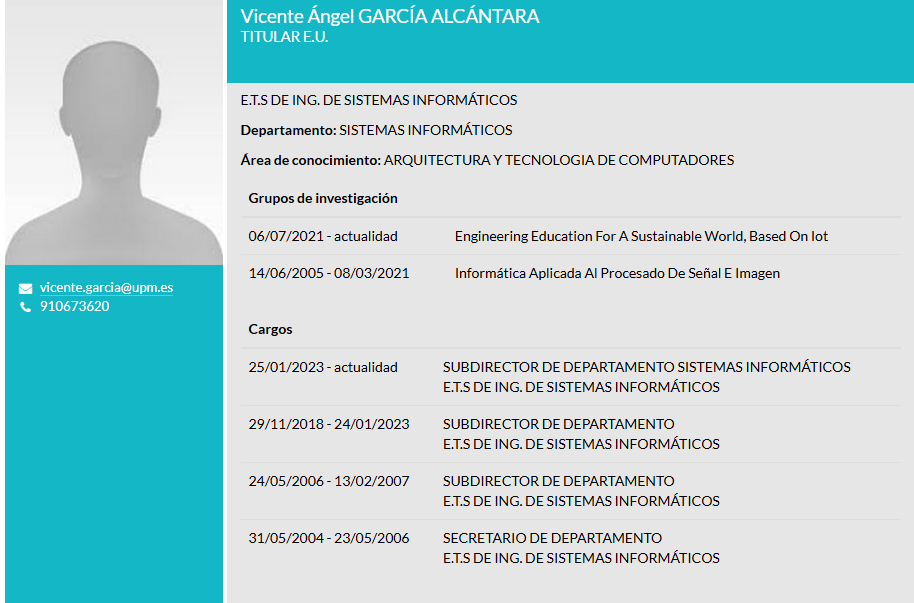 Vicente Ángel GARCÍA ALCÁNTARA
TITULAR E.U.
vicente.garcia@upm.es
910673620
E.T.S DE ING. DE SISTEMAS INFORMÁTICOS
Departamento: SISTEMAS INFORMÁTICOS
Área de conocimiento: ARQUITECTURA Y TECNOLOGIA DE COMPUTADORES
Grupos de investigación
06/07/2021 - actualidad Engineering Education For A Sustainable World, Based On Iot
14/06/2005 - 08/03/2021 Informática Aplicada Al Procesado De Señal E Imagen
Cargos
25/01/2023 - actualidad SUBDIRECTOR DE DEPARTAMENTO SISTEMAS INFORMÁTICOS
E.T.S DE ING. DE SISTEMAS INFORMÁTICOS
29/11/2018 - 24/01/2023 SUBDIRECTOR DE DEPARTAMENTO
E.T.S DE ING. DE SISTEMAS INFORMÁTICOS
24/05/2006 - 13/02/2007 SUBDIRECTOR DE DEPARTAMENTO
E.T.S DE ING. DE SISTEMAS INFORMÁTICOS
31/05/2004 - 23/05/2006 SECRETARIO DE DEPARTAMENTO
E.T.S DE ING. DE SISTEMAS INFORMÁTICOS